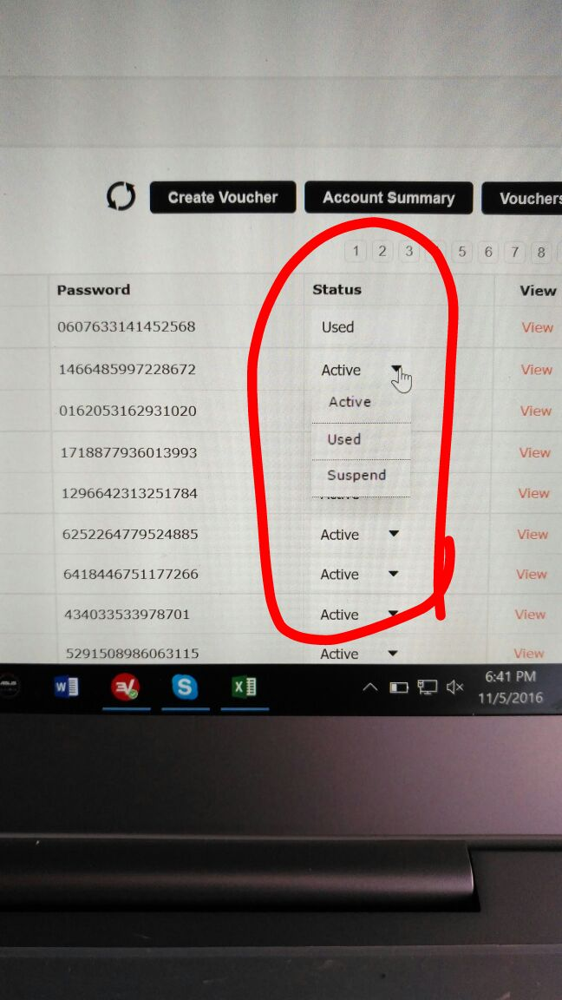 Create Voucher Account Summary Vouchers
1 2 3 5 6 7 8
Password Status View
0607633141452568 Used View
1466485997228672 Active View
Active
0162053162931020 View
Used
1718877936013993 View
Suspend
1296642313251784 View
6252264779524885 Active View
6418446751177266 Active View
434033533978701 Active View
5291508986063115 Active View
6:41 PM
ASUS W S X
11/5/2016